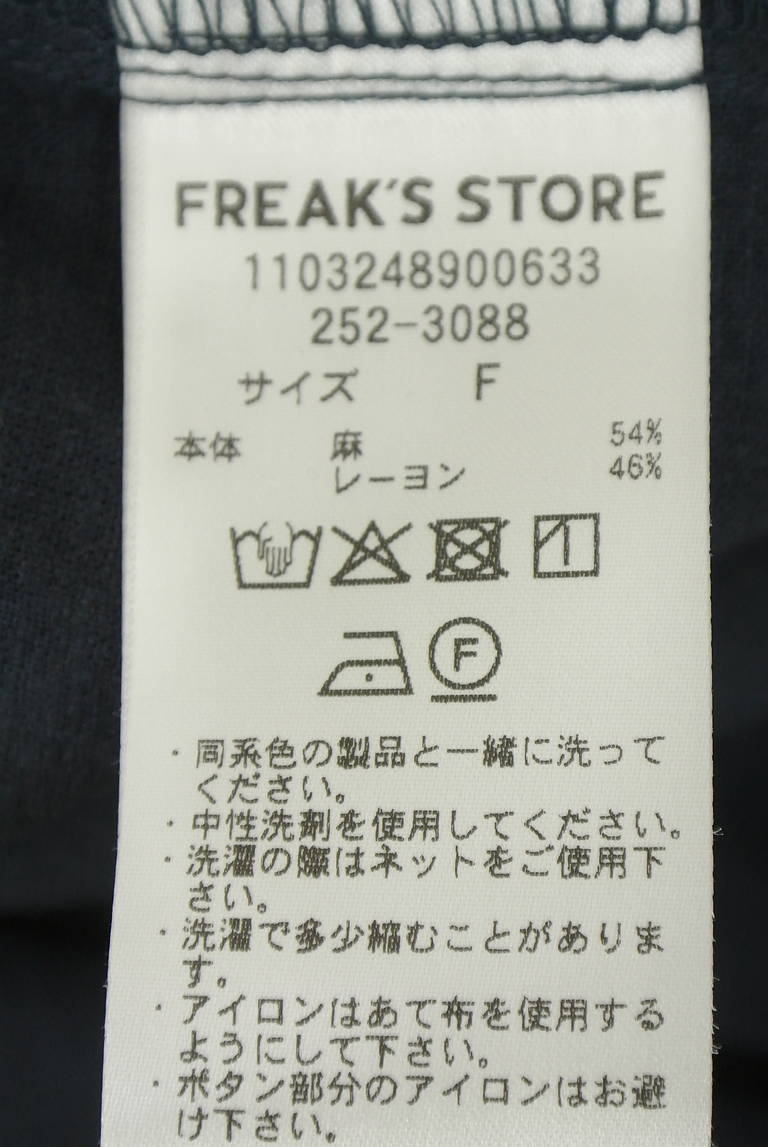 FREAK'S STORE
1103248900633
252-3088
サイズ F
本体 麻 54%
レーヨン 46%
F
・同系色の製品と一緒に洗って
ください。
・中性洗剤を使用してください。
・洗濯の際はネットをご使用下
さい。
・洗濯で多少縮むことがありま
す。
・アイロンはあて布を使用する
ようにして下さい。
・ボタン部分のアイロンはお避
け下さい。